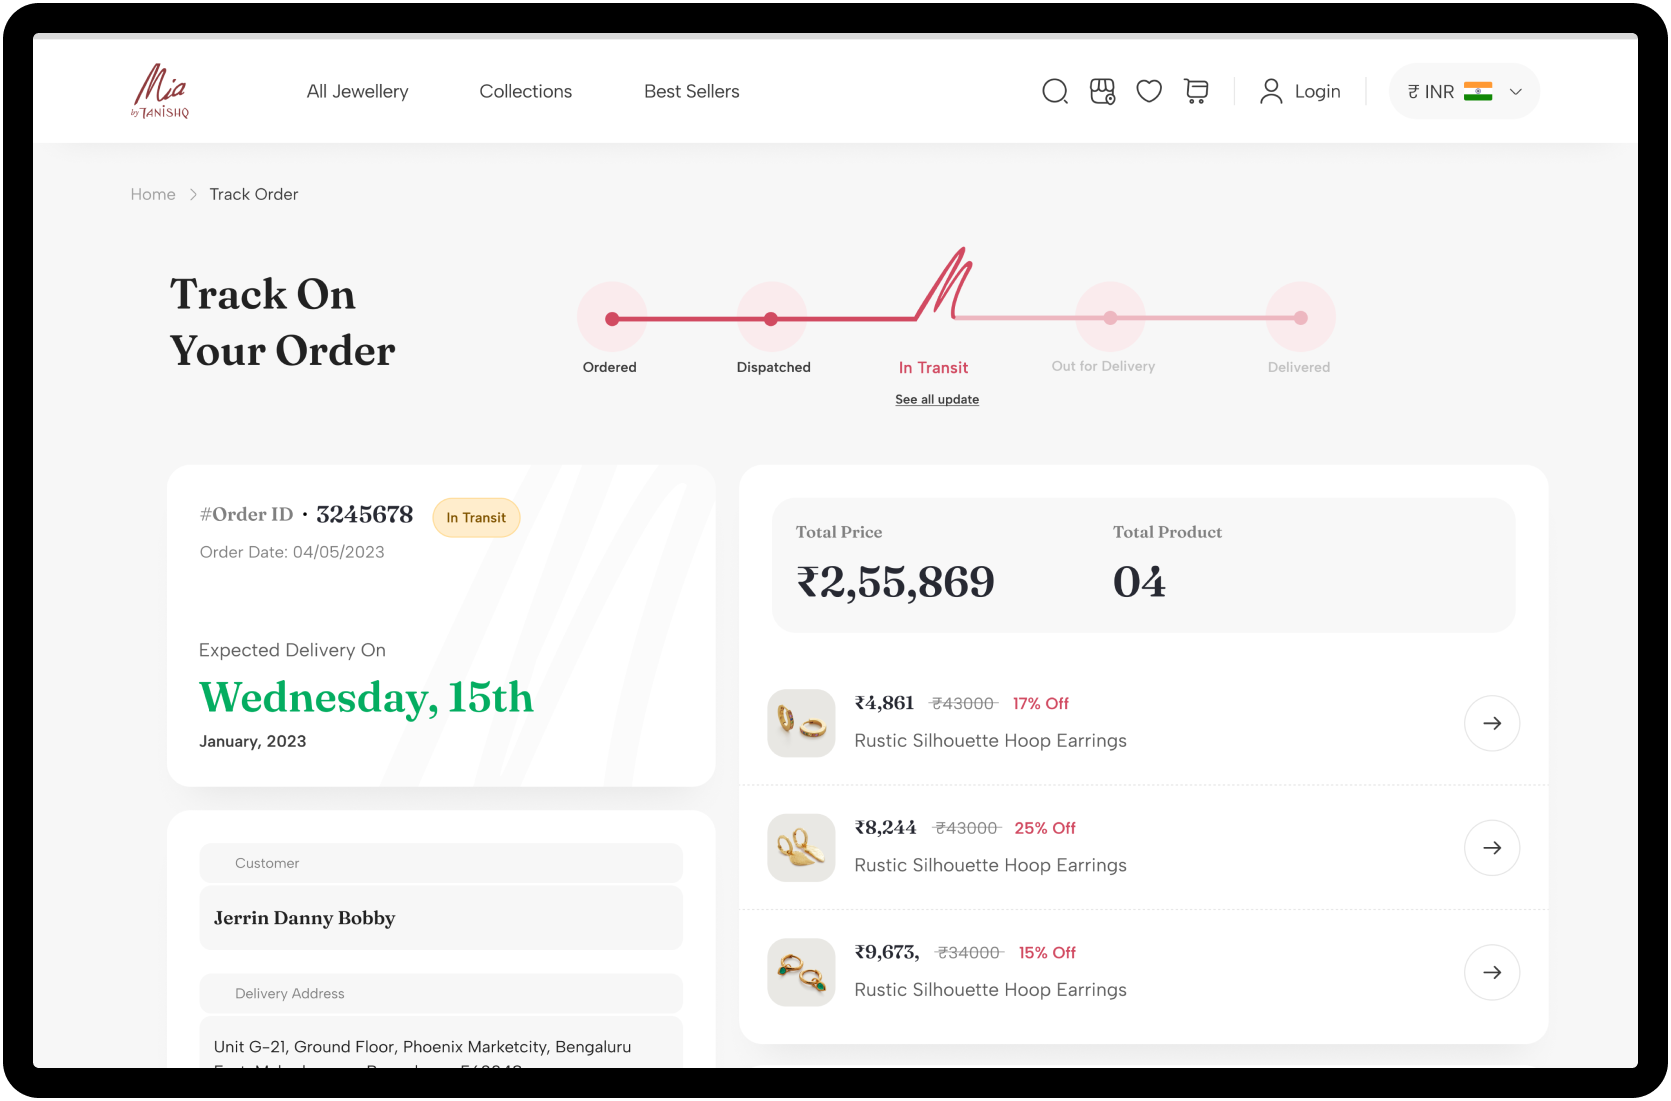 Mia
by TANISHQ
All Jewellery
Collections
Best Sellers
Login
₹ INR
Home
Track Order
Track On
Your Order
Ordered
Dispatched
In Transit
Out for Delivery
Delivered
See all update
#Order ID · 3245678
In Transit
Order Date: 04/05/2023
Expected Delivery On
Wednesday, 15th
January, 2023
Customer
Jerrin Danny Bobby
Delivery Address
Unit G-21, Ground Floor, Phoenix Marketcity, Bengaluru
Total Price
₹2,55,869
Total Product
04
₹4,861 ₹43000 17% Off
Rustic Silhouette Hoop Earrings
₹8,244 ₹43000 25% Off
Rustic Silhouette Hoop Earrings
₹9,673, ₹34000 15% Off
Rustic Silhouette Hoop Earrings